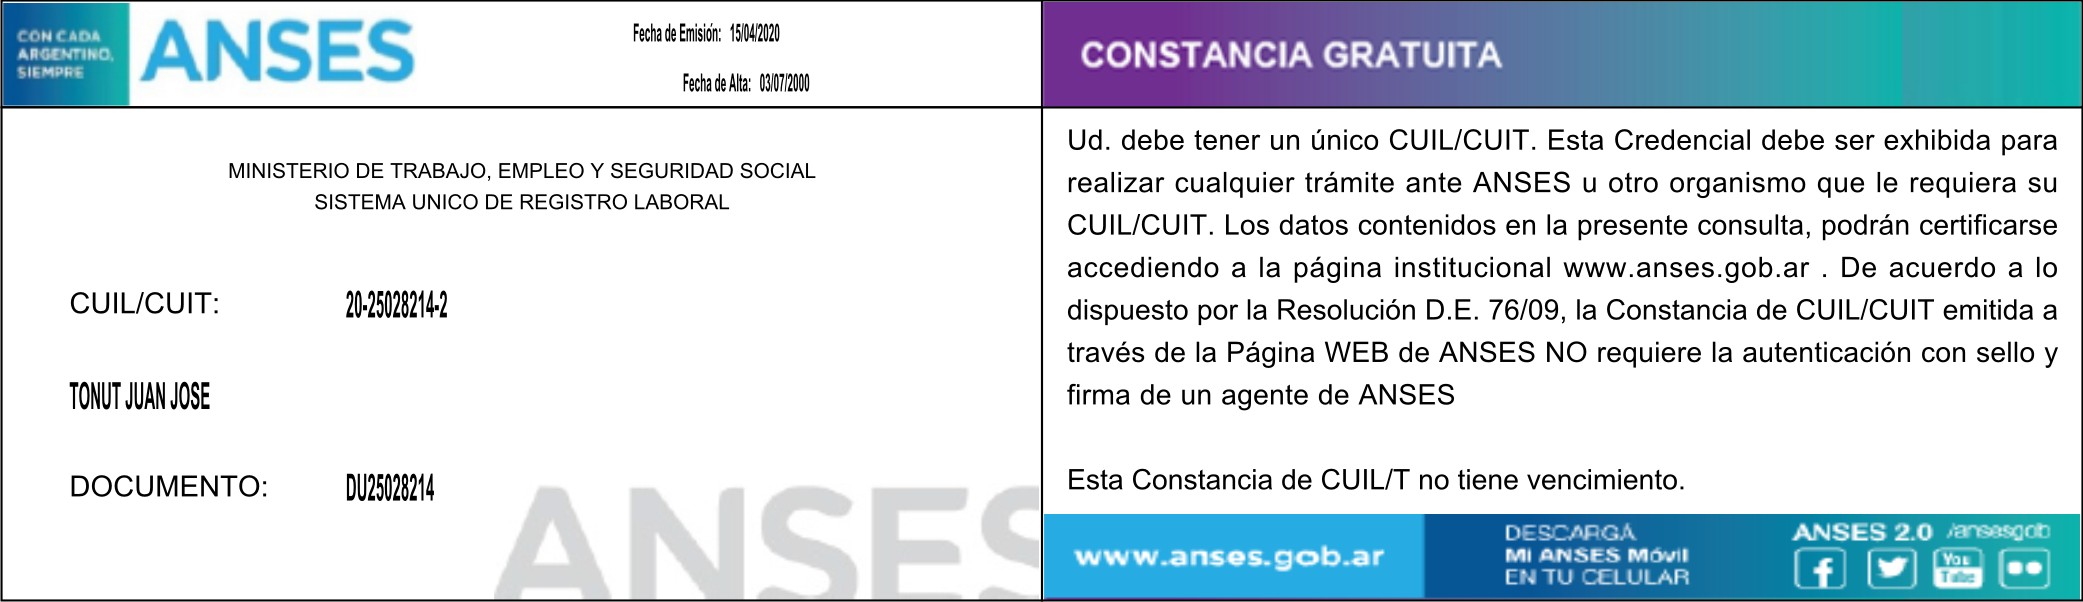 CON CADA
ARGENTINO,
SIEMPRE
ANSES
Fecha de Emisión: 15/04/2020
Fecha de Alta: 03/07/2000
MINISTERIO DE TRABAJO, EMPLEO Y SEGURIDAD SOCIAL
SISTEMA UNICO DE REGISTRO LABORAL
CUIL/CUIT: 20-25028214-2
TONUT JUAN JOSE
DOCUMENTO: DU25028214
ANSES
CONSTANCIA GRATUITA
Ud. debe tener un único CUIL/CUIT. Esta Credencial debe ser exhibida para
realizar cualquier trámite ante ANSES u otro organismo que le requiera su
CUIL/CUIT. Los datos contenidos en la presente consulta, podrán certificarse
accediendo a la página institucional www.anses.gob.ar . De acuerdo a lo
dispuesto por la Resolución D.E. 76/09, la Constancia de CUIL/CUIT emitida a
través de la Página WEB de ANSES NO requiere la autenticación con sello y
firma de un agente de ANSES
Esta Constancia de CUIL/T no tiene vencimiento.
www.anses.gob.ar
DESCARGÁ
MI ANSES Móvil
EN TU CELULAR
ANSES 2.0 /ansesgob
You Tube